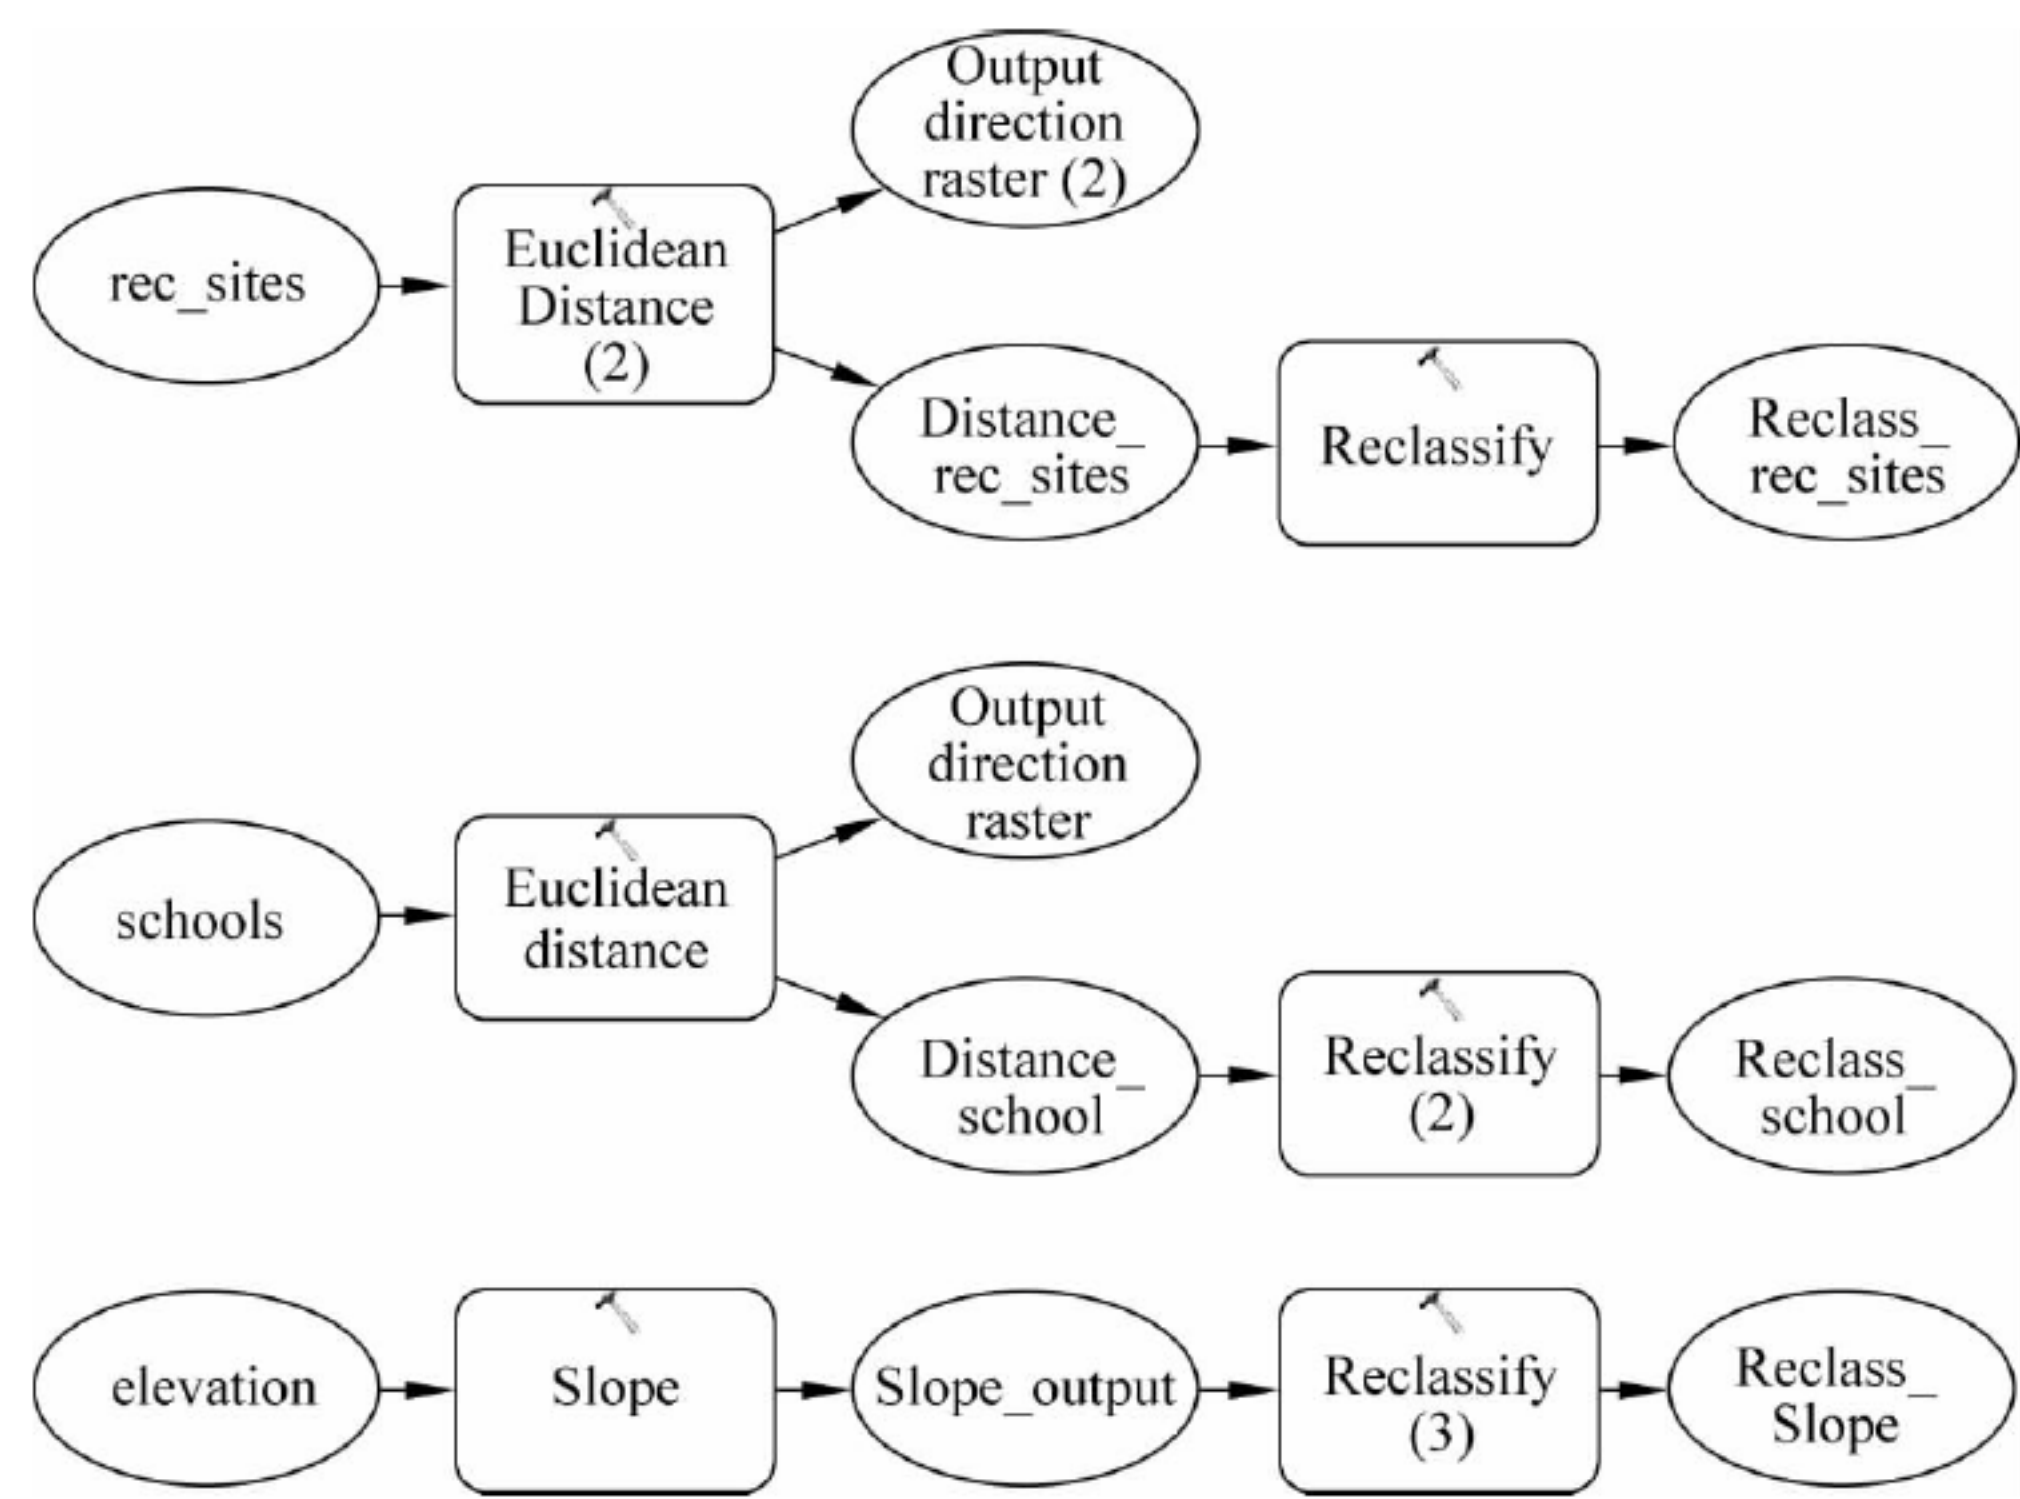 Output
direction
raster (2)
rec_sites
Euclidean
Distance
(2)
Distance_
rec_sites
Reclassify
Reclass_
rec_sites
Output
direction
raster
schools
Euclidean
distance
Distance_
school
Reclassify
(2)
Reclass_
school
elevation
Slope
Slope_output
Reclassify
(3)
Reclass_
Slope